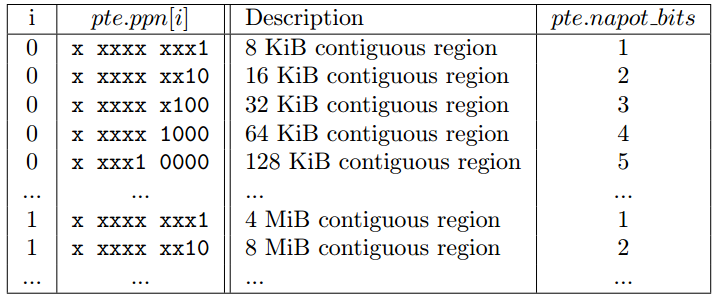 i pte.ppn[i] Description pte.napot_bits
0 x xxxx xxx1 8 KiB contiguous region 1
0 x xxxx xx10 16 KiB contiguous region 2
0 x xxxx x100 32 KiB contiguous region 3
0 x xxxx 1000 64 KiB contiguous region 4
0 x xxx1 0000 128 KiB contiguous region 5
... ... ... ...
1 x xxxx xxx1 4 MiB contiguous region 1
1 x xxxx xx10 8 MiB contiguous region 2
... ... ... ...